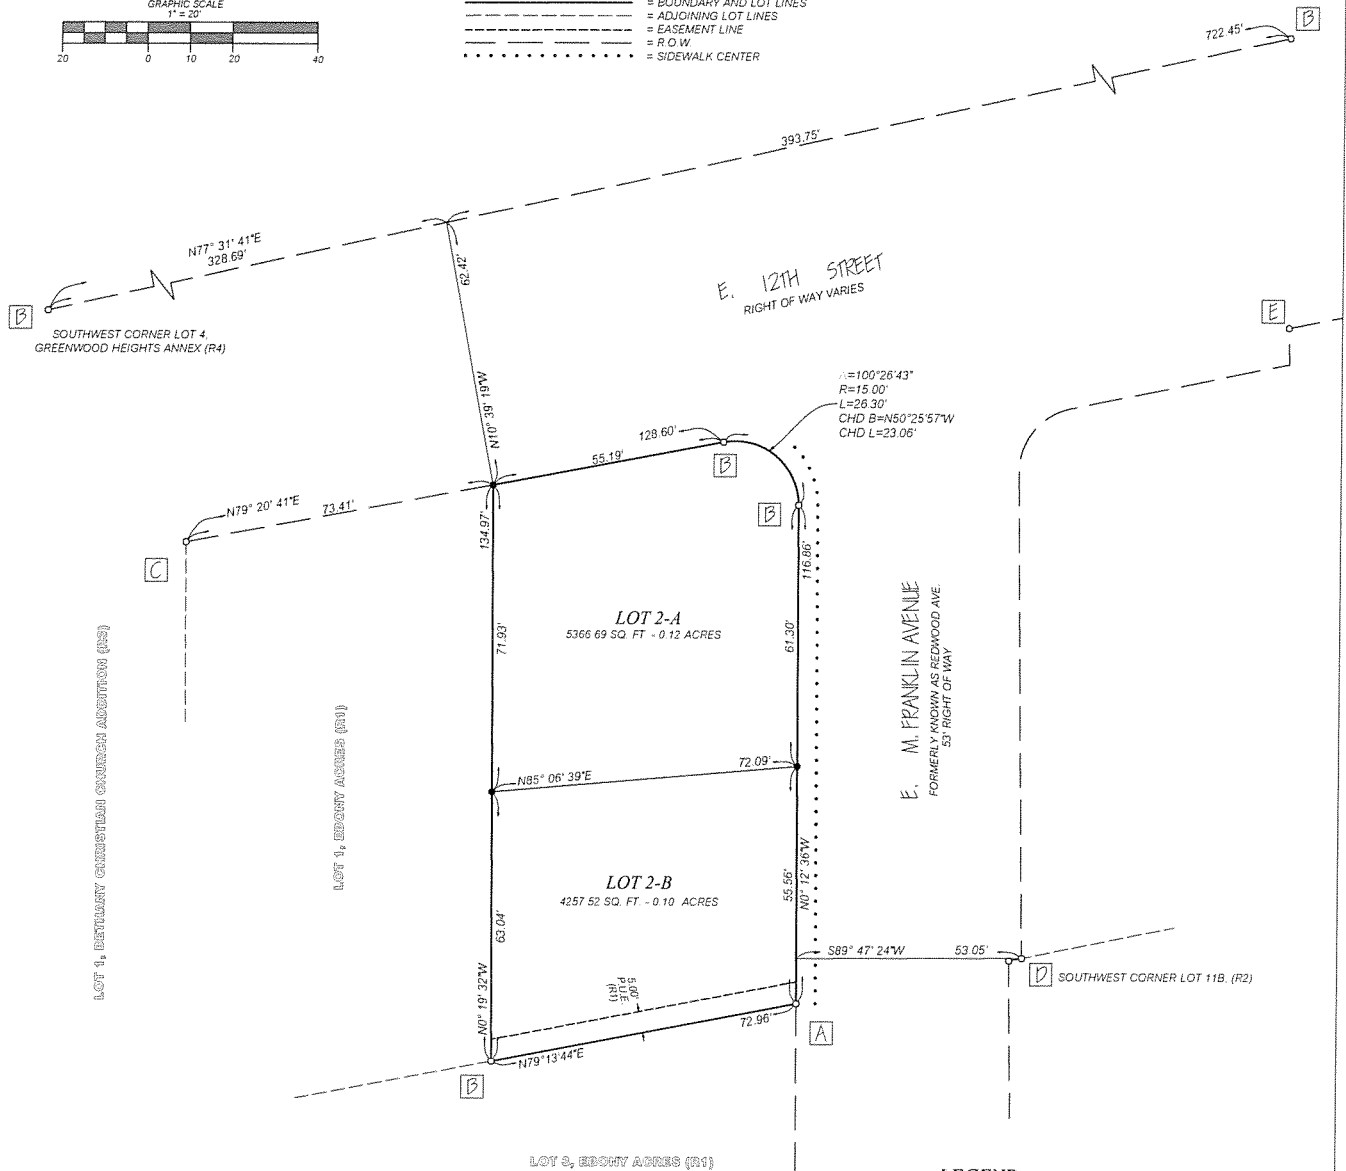 GRAPHIC SCALE
1" = 20'
20 0 10 20 40
= BOUNDARY AND LOT LINES
= ADJOINING LOT LINES
= EASEMENT LINE
= R.O.W.
= SIDEWALK CENTER
722.45'
B
393.75'
N77° 31' 41"E
328.69'
B
SOUTHWEST CORNER LOT 4,
GREENWOOD HEIGHTS ANNEX (R4)
62.42'
N10° 39' 19"W
E. 12TH STREET
RIGHT OF WAY VARIES
E
A=100°26'43"
R=15.00'
L=26.30'
CHD B=N50°25'57"W
CHD L=23.06'
128.60'
55.19'
B
B
N79° 20' 41"E
73.41'
C
134.97'
116.86'
71.93'
61.30'
LOT 2-A
5366 69 SQ. FT. - 0.12 ACRES
E. M. FRANKLIN AVENUE
FORMERLY KNOWN AS REDWOOD AVE.
53' RIGHT OF WAY
LOT 1, BETHANY CHRISTIAN CHURCH ADDITION (R3)
LOT 1, EBONY ACRES (R1)
N85° 06' 39"E
72.09'
LOT 2-B
4257 52 SQ. FT. - 0.10 ACRES
63.04'
N0° 19' 32"W
55.56'
N0° 12' 36"W
S89° 47' 24"W
53.05'
D
SOUTHWEST CORNER LOT 11B, (R2)
5.00'
P.U.E.
(R1)
72.96'
A
N79°13'44"E
B
LOT 3, EBONY ACRES (R1)
LEGEND